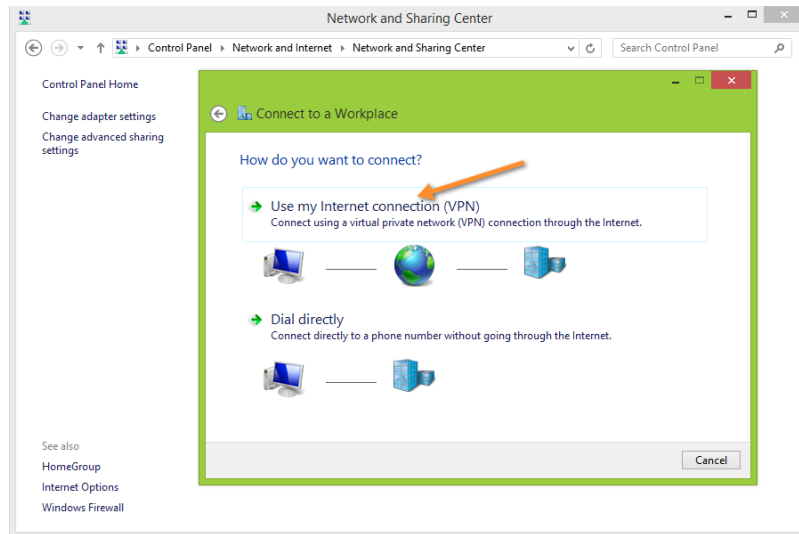 Network and Sharing Center
Control Panel Network and Internet Network and Sharing Center
Search Control Panel
Control Panel Home
Change adapter settings
Change advanced sharing
settings
Connect to a Workplace
How do you want to connect?
Use my Internet connection (VPN)
Connect using a virtual private network (VPN) connection through the Internet.
Dial directly
Connect directly to a phone number without going through the Internet.
Cancel
See also
HomeGroup
Internet Options
Windows Firewall